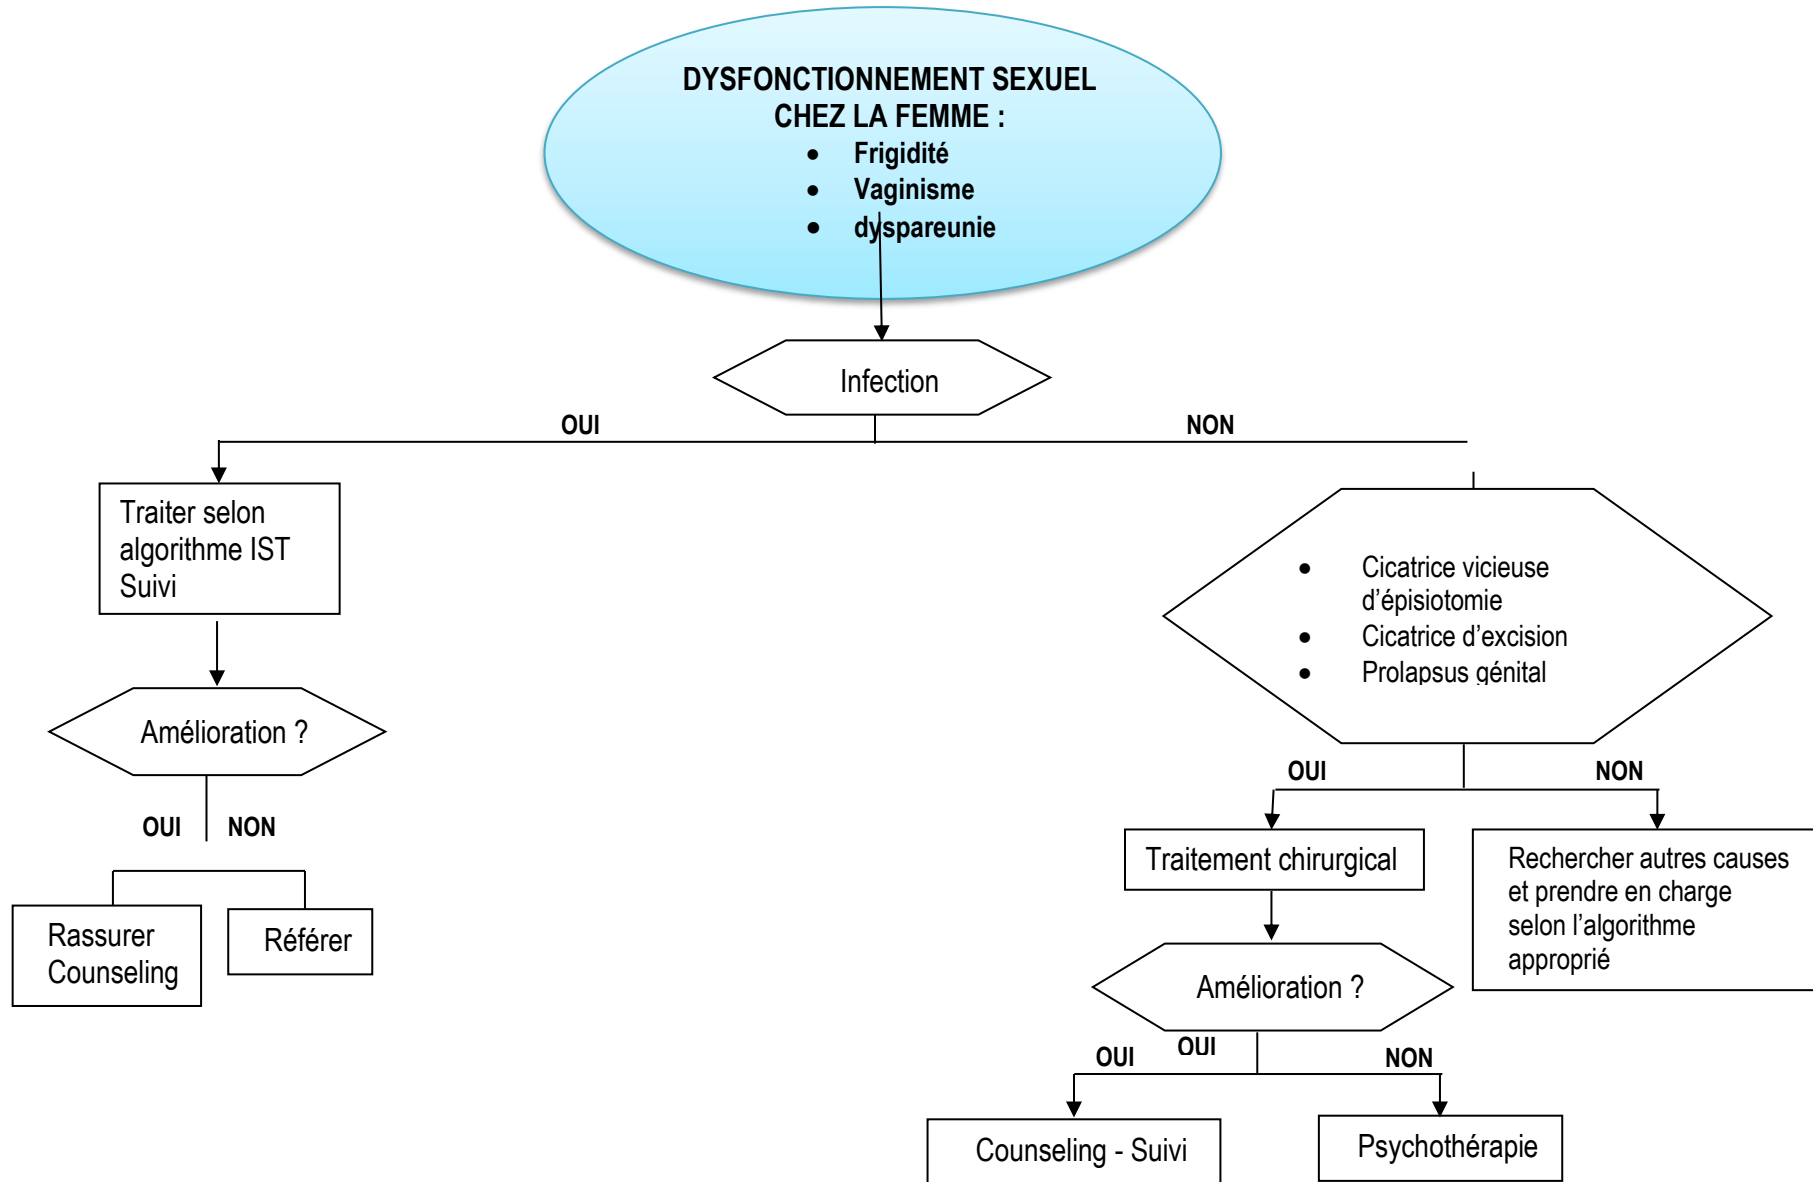 DYSFONCTIONNEMENT SEXUEL
CHEZ LA FEMME :
• Frigidité
• Vaginisme
• dyspareunie
Infection
OUI
NON
Traiter selon
algorithme IST
Suivi
• Cicatrice vicieuse
d’épisiotomie
• Cicatrice d’excision
• Prolapsus génital
Amélioration ?
OUI
NON
OUI
NON
Rassurer
Counseling
Référer
Traitement chirurgical
Rechercher autres causes
et prendre en charge
selon l’algorithme
approprié
Amélioration ?
OUI
OUI
NON
Counseling - Suivi
Psychothérapie